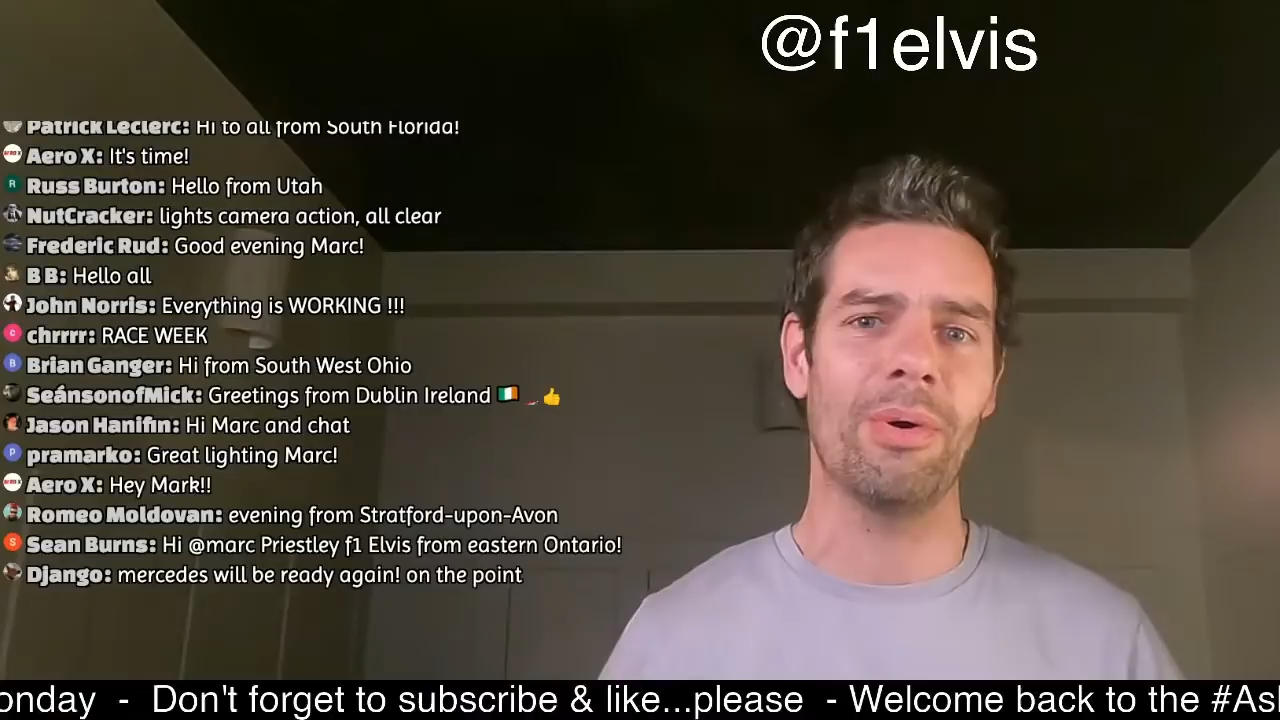 @f1elvis
Patrick Leclerc: Hi to all from South Florida!
Aero X: It's time!
R Russ Burton: Hello from Utah
NutCracker: lights camera action, all clear
Frederic Rud: Good evening Marc!
B B: Hello all
John Norris: Everything is WORKING !!!
c chrrrr: RACE WEEK
B Brian Ganger: Hi from South West Ohio
SeánsonofMick: Greetings from Dublin Ireland 🇮🇪 👍
Jason Hanifin: Hi Marc and chat
p pramarko: Great lighting Marc!
Aero X: Hey Mark!!
Romeo Moldovan: evening from Stratford-upon-Avon
S Sean Burns: Hi @marc Priestley f1 Elvis from eastern Ontario!
Django: mercedes will be ready again! on the point
onday - Don't forget to subscribe & like...please - Welcome back to the #As